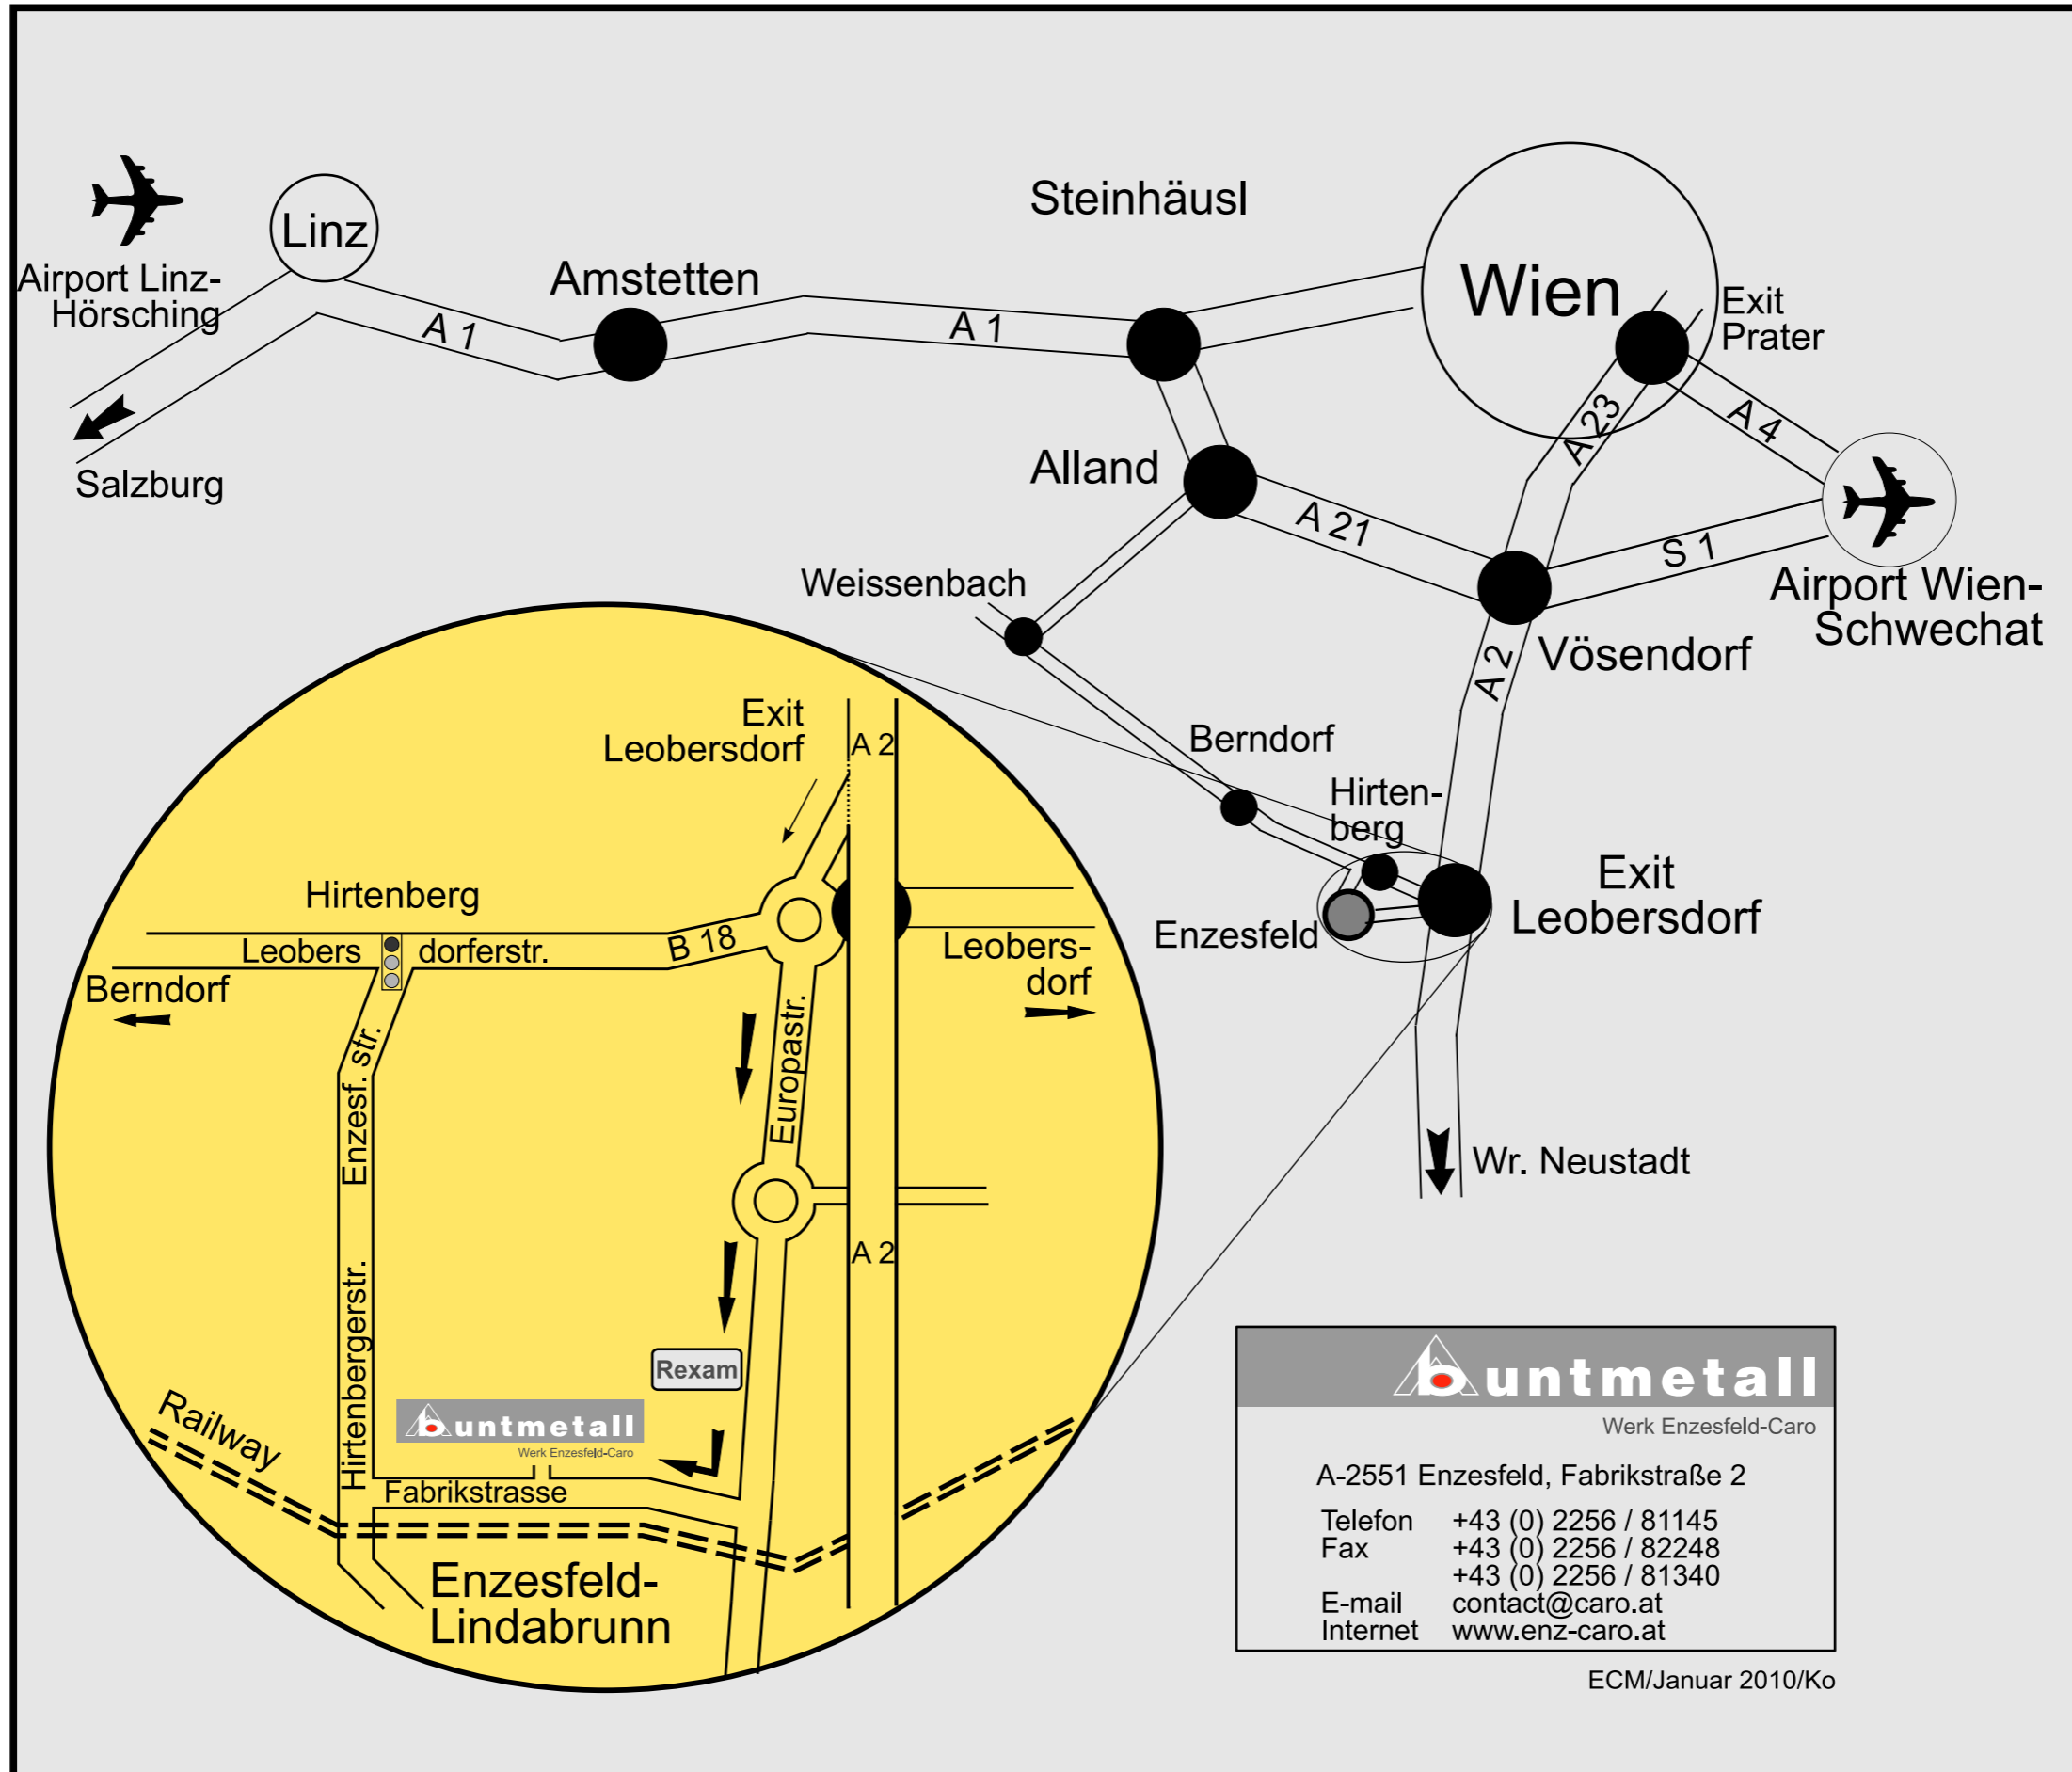 Linz
Airport Linz-
Hörsching
Salzburg
A 1
Amstetten
A 1
Steinhäusl
Wien
Exit
Prater
A 23
A 4
Alland
A 21
S 1
Airport Wien-
Schwechat
Vösendorf
A 2
Weissenbach
Berndorf
Hirten-
berg
Enzesfeld
Exit
Leobersdorf
Wr. Neustadt
Exit
Leobersdorf
A 2
Hirtenberg
Leobers dorferstr.
B 18
Berndorf
Leobers-
dorf
Enzesf. str.
Europastr.
A 2
Hirtenbergerstr.
Rexam
buntmetall
Werk Enzesfeld-Caro
Railway
Fabrikstrasse
Enzesfeld-
Lindabrunn
buntmetall
Werk Enzesfeld-Caro
A-2551 Enzesfeld, Fabrikstraße 2
Telefon +43 (0) 2256 / 81145
Fax +43 (0) 2256 / 82248
+43 (0) 2256 / 81340
E-mail contact@caro.at
Internet www.enz-caro.at
ECM/Januar 2010/Ko